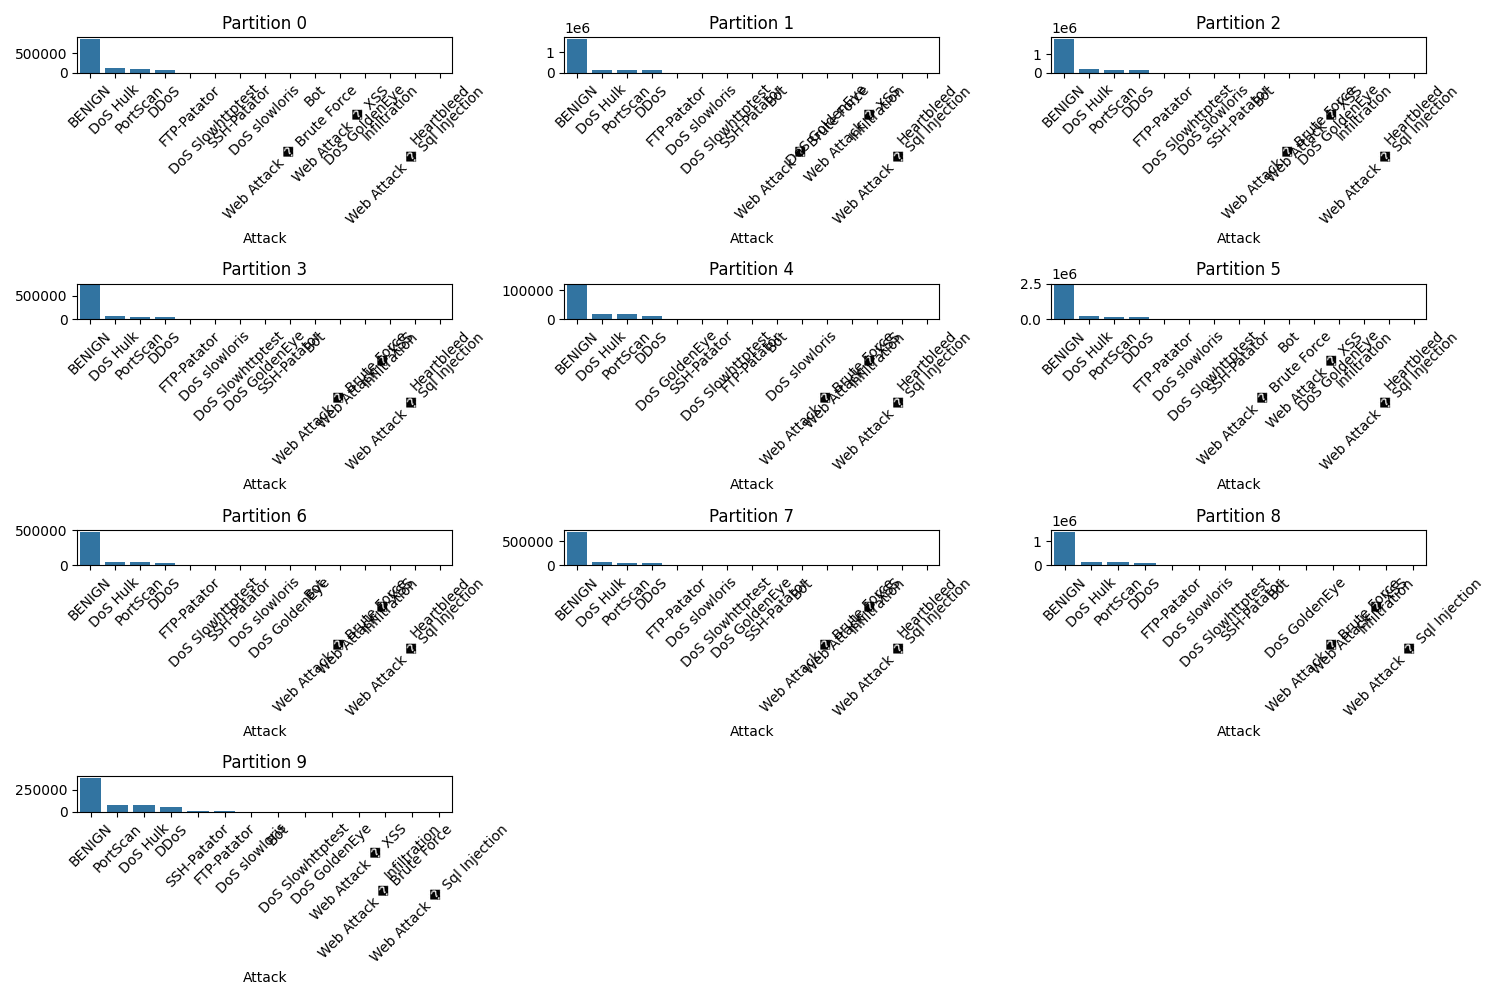 Partition 0
500000
0
BENIGN
DoS Hulk
PortScan
DDoS
FTP-Patator
DoS Slowhttptest
SSH-Patator
DoS slowloris
Web Attack � Brute Force
Bot
Web Attack � XSS
DoS GoldenEye
Infiltration
Web Attack � Sql Injection
Heartbleed
Attack
Partition 1
1e6
1
0
BENIGN
DoS Hulk
PortScan
DDoS
FTP-Patator
DoS slowloris
DoS Slowhttptest
SSH-Patator
Bot
Web Attack � Brute Force
DoS GoldenEye
Web Attack � XSS
Infiltration
Web Attack � Sql Injection
Heartbleed
Attack
Partition 2
1e6
1
0
BENIGN
DoS Hulk
PortScan
DDoS
FTP-Patator
DoS Slowhttptest
DoS slowloris
SSH-Patator
Bot
Web Attack � Brute Force
Web Attack � XSS
DoS GoldenEye
Infiltration
Web Attack � Sql Injection
Heartbleed
Attack
Partition 3
500000
0
BENIGN
DoS Hulk
PortScan
DDoS
FTP-Patator
DoS slowloris
DoS Slowhttptest
DoS GoldenEye
SSH-Patator
Bot
Web Attack � Brute Force
Web Attack � XSS
Infiltration
Web Attack � Sql Injection
Heartbleed
Attack
Partition 4
100000
0
BENIGN
DoS Hulk
PortScan
DDoS
DoS GoldenEye
SSH-Patator
DoS Slowhttptest
FTP-Patator
Bot
DoS slowloris
Web Attack � Brute Force
Web Attack � XSS
Infiltration
Web Attack � Sql Injection
Heartbleed
Attack
Partition 5
1e6
2.5
0.0
BENIGN
DoS Hulk
PortScan
DDoS
FTP-Patator
DoS slowloris
DoS Slowhttptest
SSH-Patator
Web Attack � Brute Force
Bot
Web Attack � XSS
DoS GoldenEye
Infiltration
Web Attack � Sql Injection
Heartbleed
Attack
Partition 6
500000
0
BENIGN
DoS Hulk
PortScan
DDoS
FTP-Patator
DoS Slowhttptest
SSH-Patator
DoS slowloris
DoS GoldenEye
Bot
Web Attack � Brute Force
Web Attack � XSS
Infiltration
Web Attack � Sql Injection
Heartbleed
Attack
Partition 7
500000
0
BENIGN
DoS Hulk
PortScan
DDoS
FTP-Patator
DoS slowloris
DoS Slowhttptest
DoS GoldenEye
SSH-Patator
Bot
Web Attack � Brute Force
Web Attack � XSS
Infiltration
Web Attack � Sql Injection
Heartbleed
Attack
Partition 8
1e6
1
0
BENIGN
DoS Hulk
PortScan
DDoS
FTP-Patator
DoS slowloris
DoS Slowhttptest
SSH-Patator
Bot
DoS GoldenEye
Web Attack � Brute Force
Web Attack � XSS
Infiltration
Web Attack � Sql Injection
Attack
Partition 9
250000
0
BENIGN
PortScan
DoS Hulk
DDoS
SSH-Patator
FTP-Patator
DoS slowloris
Bot
DoS Slowhttptest
DoS GoldenEye
Web Attack � XSS
Web Attack � Brute Force
Infiltration
Web Attack � Sql Injection
Attack